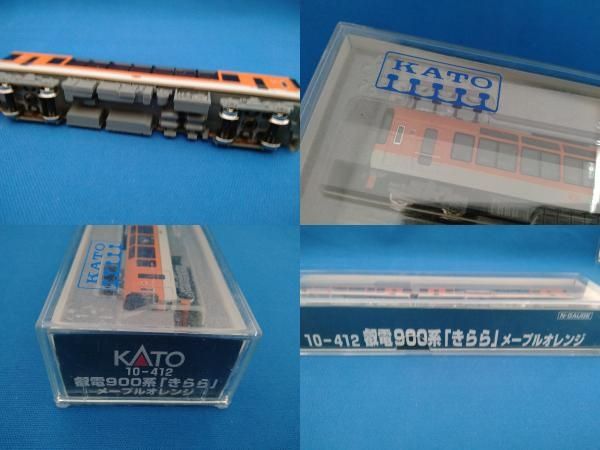 KATO
KATO
KATO
10-412
叡電900系「きらら」
メープルオレンジ
N-GAUGE
10-412 叡電900系「きらら」メープルオレンジ